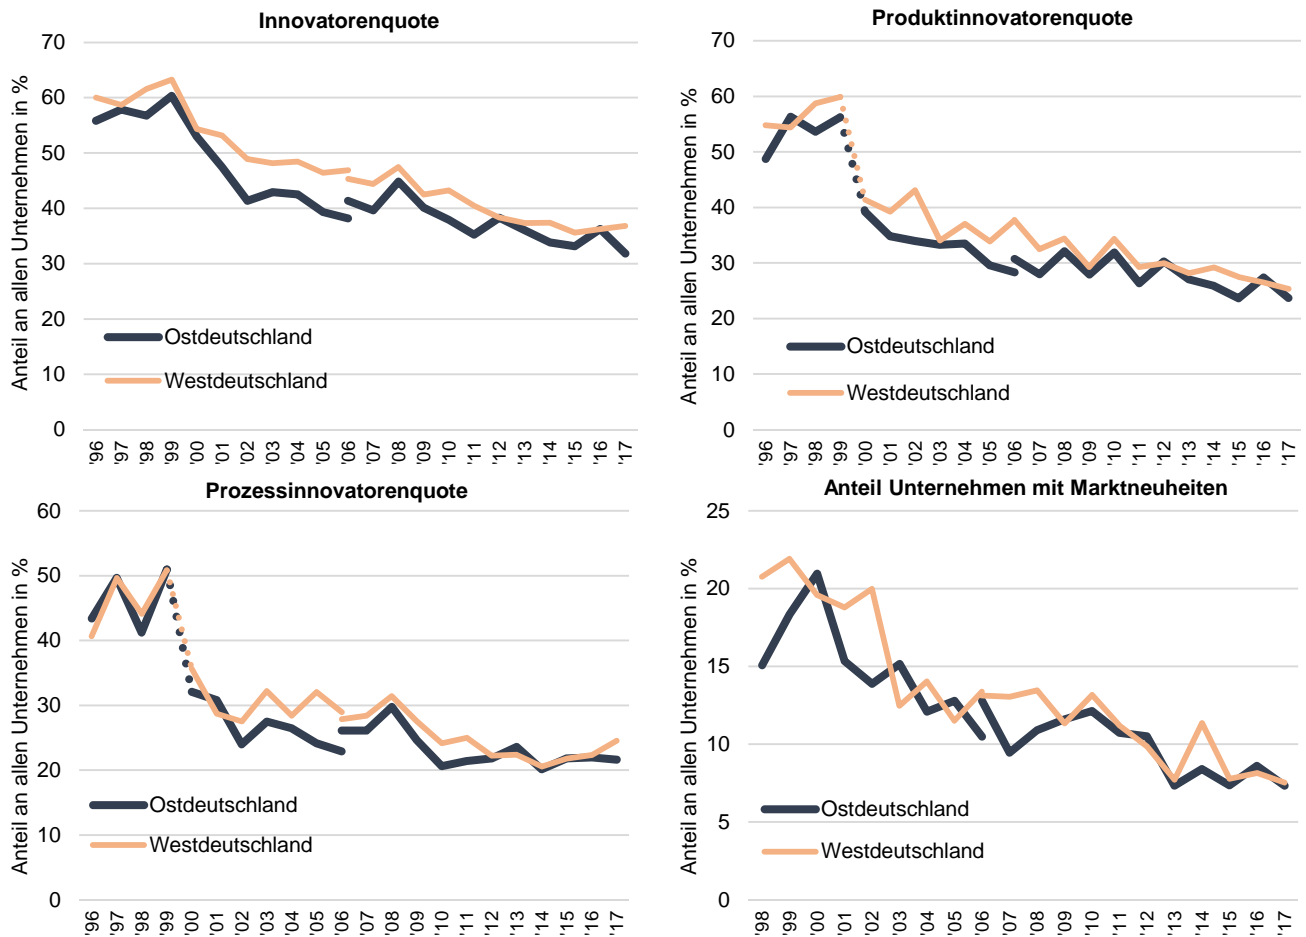 Innovatorenquote
Anteil an allen Unternehmen in %
70
60
50
40
30
20
10
0
Ostdeutschland
Westdeutschland
'96 '97 '98 '99 '00 '01 '02 '03 '04 '05 '06 '07 '08 '09 '10 '11 '12 '13 '14 '15 '16 '17
Produktinnovatorenquote
Anteil an allen Unternehmen in %
70
60
50
40
30
20
10
0
Ostdeutschland
Westdeutschland
'96 '97 '98 '99 '00 '01 '02 '03 '04 '05 '06 '07 '08 '09 '10 '11 '12 '13 '14 '15 '16 '17
Prozessinnovatorenquote
Anteil an allen Unternehmen in %
60
50
40
30
20
10
0
Ostdeutschland
Westdeutschland
'96 '97 '98 '99 '00 '01 '02 '03 '04 '05 '06 '07 '08 '09 '10 '11 '12 '13 '14 '15 '16 '17
Anteil Unternehmen mit Marktneuheiten
Anteil an allen Unternehmen in %
25
20
15
10
5
0
Ostdeutschland
Westdeutschland
'98 '99 '00 '01 '02 '03 '04 '05 '06 '07 '08 '09 '10 '11 '12 '13 '14 '15 '16 '17